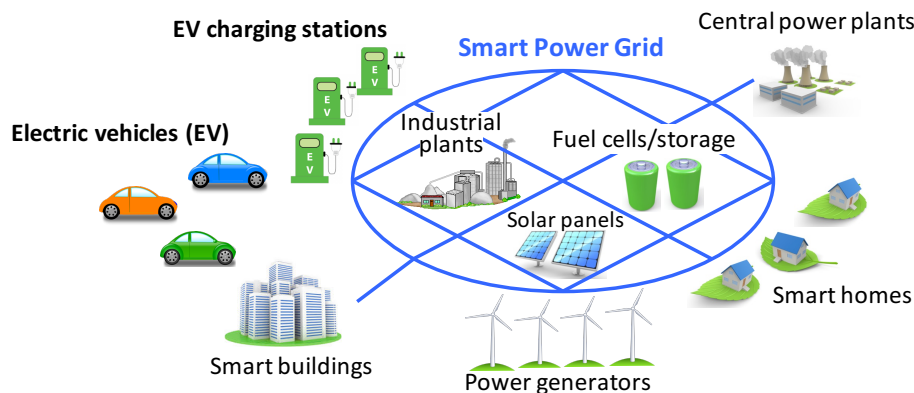 EV charging stations
Smart Power Grid
Central power plants
E
V
E
V
Electric vehicles (EV)
Industrial
plants
Fuel cells/storage
E
V
Solar panels
Smart homes
Smart buildings
Power generators